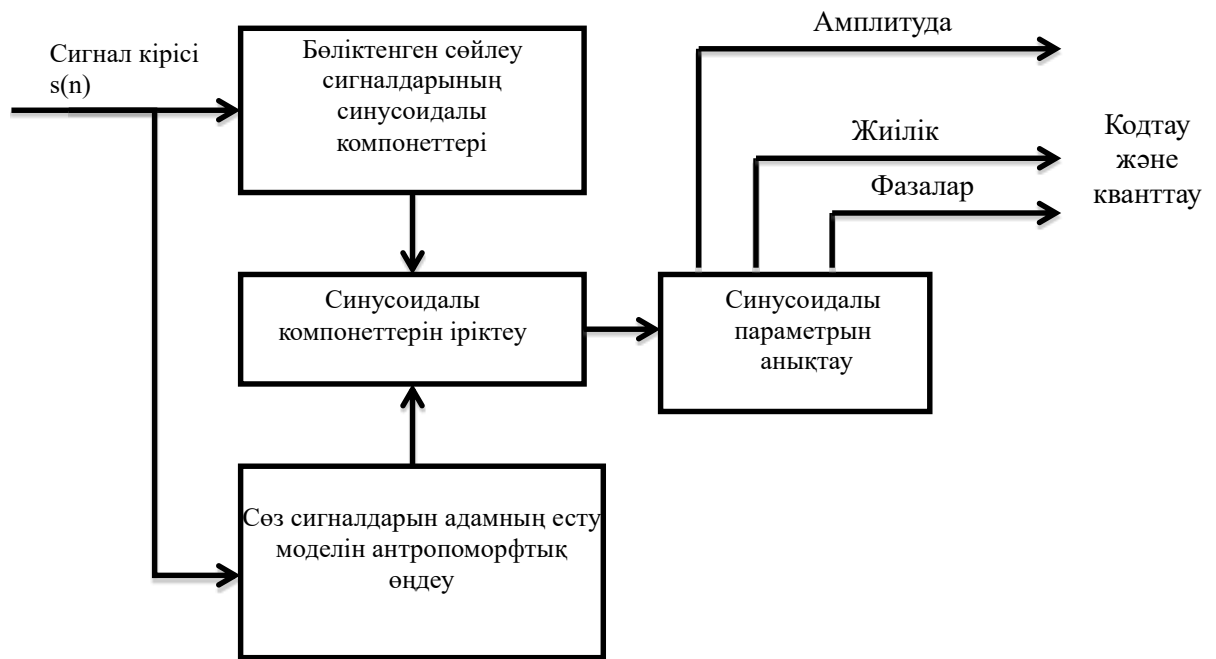 Сигнал кірісі
s(n)
Бөліктенген сөйлеу
сигналдарының
синусоидалы
компонеттері
Амплитуда
Жиілік
Фазалар
Кодтау
және
кванттау
Синусоидалы
компонеттерін іріктеу
Синусоидалы
параметрын
анықтау
Сөз сигналдарын адамның есту
моделін антропоморфтық
өңдеу